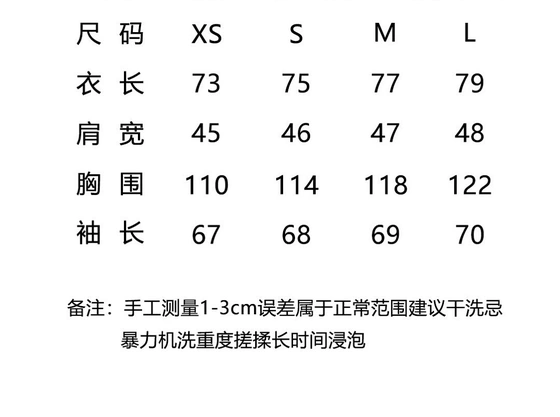 尺 码 XS S M L
衣 长 73 75 77 79
肩 宽 45 46 47 48
胸 围 110 114 118 122
袖 长 67 68 69 70
备注：手工测量1-3cm误差属于正常范围建议干洗忌
暴力机洗重度搓揉长时间浸泡